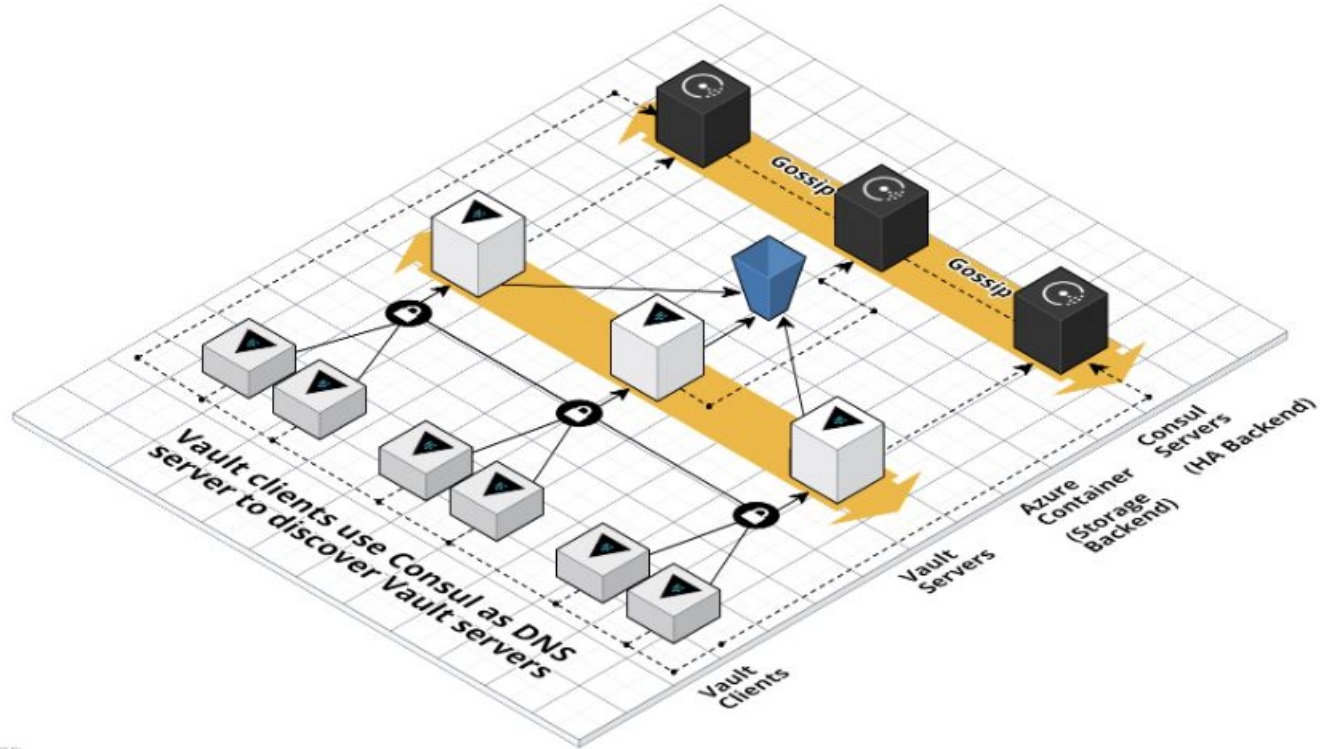 Gossip
Gossip
Consul
Servers
(HA Backend)
Azure
Container
(Storage
Backend)
Vault
Servers
Vault
Clients
Vault clients use Consul as DNS
server to discover Vault servers